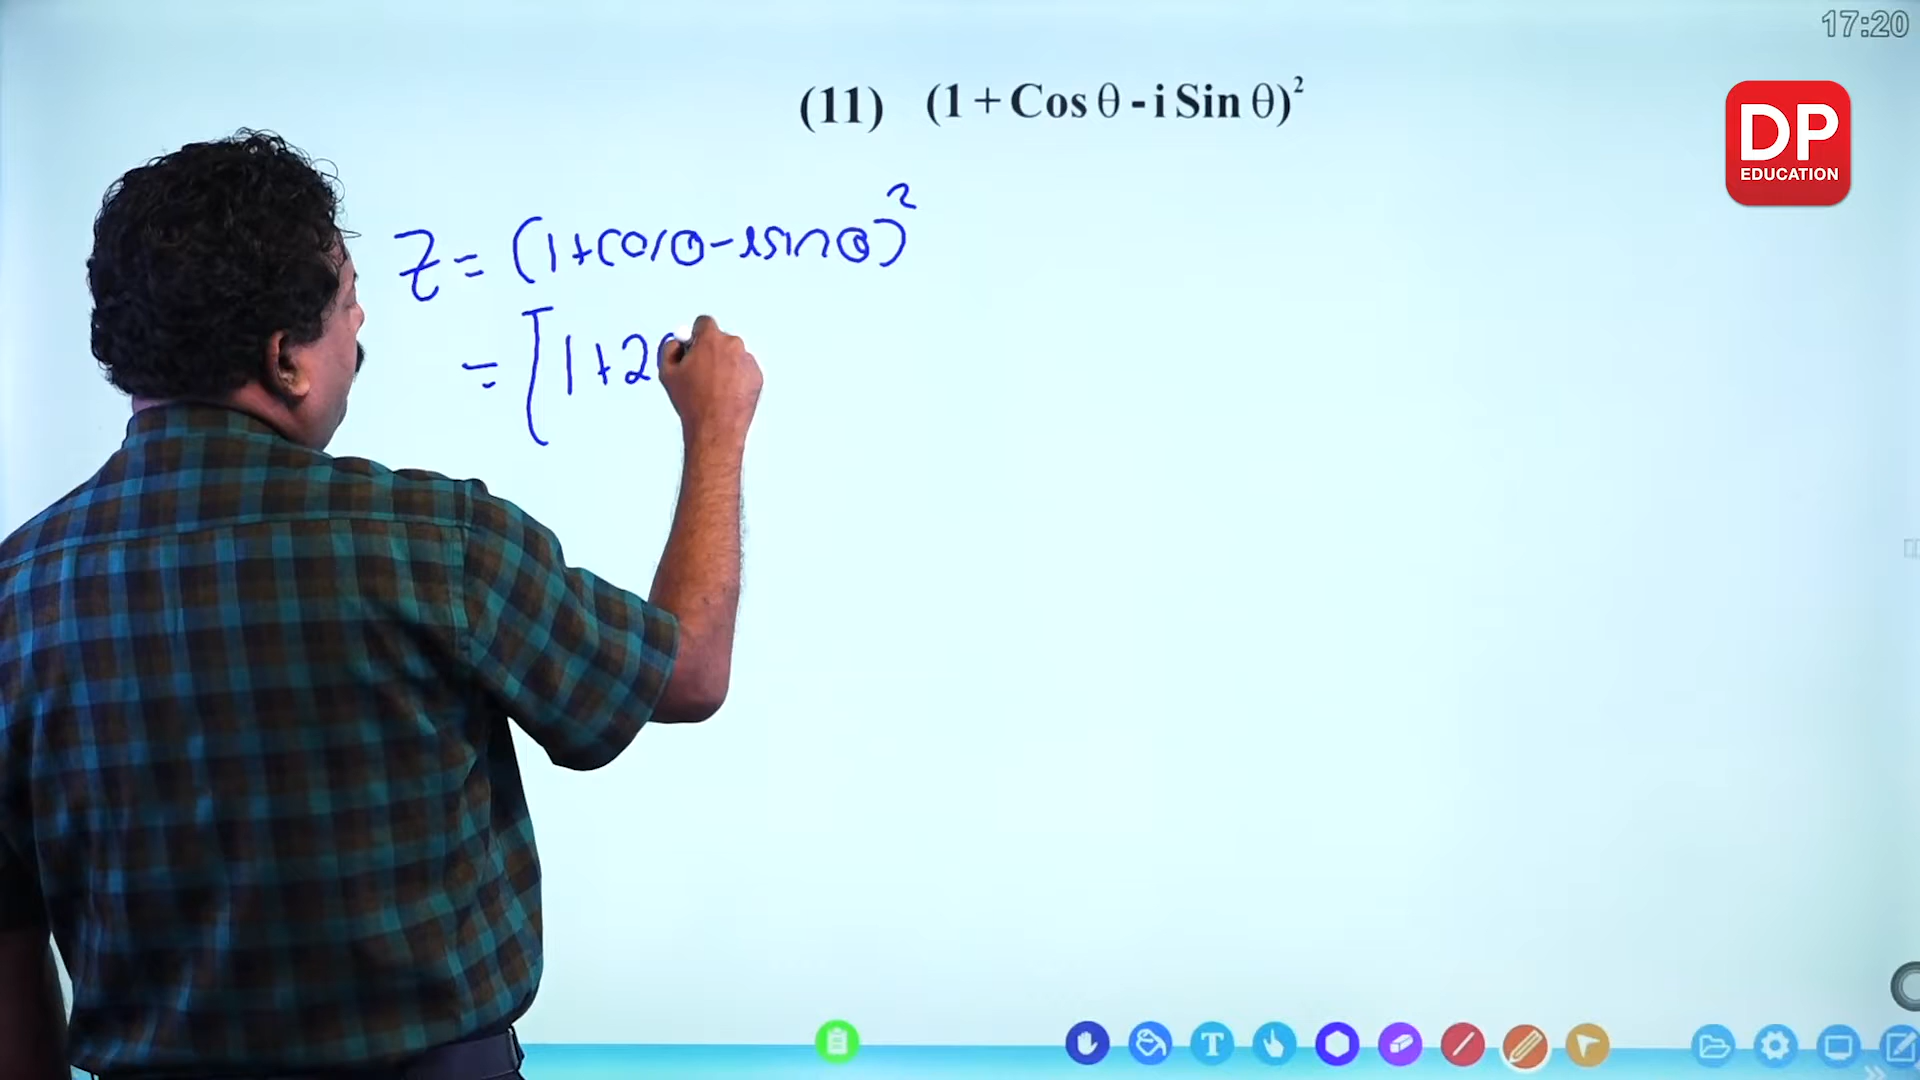 17:20
(11) (1 + Cos θ - i Sin θ)²
DP
EDUCATION
Z = (1+cosθ-isinθ)²
= [1+2
T